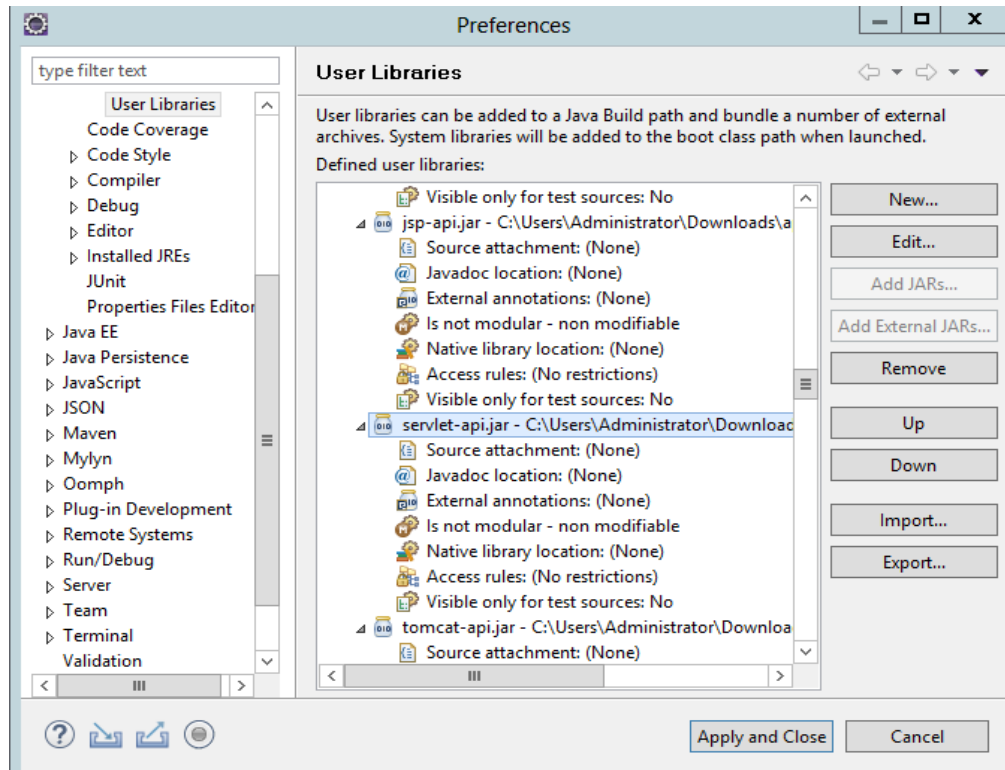 Preferences
type filter text
User Libraries
Code Coverage
Code Style
Compiler
Debug
Editor
Installed JREs
JUnit
Properties Files Editor
Java EE
Java Persistence
JavaScript
JSON
Maven
Mylyn
Oomph
Plug-in Development
Remote Systems
Run/Debug
Server
Team
Terminal
Validation
User Libraries
User libraries can be added to a Java Build path and bundle a number of external
archives. System libraries will be added to the boot class path when launched.
Defined user libraries:
Visible only for test sources: No
jsp-api.jar - C:\Users\Administrator\Downloads\a
Source attachment: (None)
Javadoc location: (None)
External annotations: (None)
Is not modular - non modifiable
Native library location: (None)
Access rules: (No restrictions)
Visible only for test sources: No
servlet-api.jar - C:\Users\Administrator\Download
Source attachment: (None)
Javadoc location: (None)
External annotations: (None)
Is not modular - non modifiable
Native library location: (None)
Access rules: (No restrictions)
Visible only for test sources: No
tomcat-api.jar - C:\Users\Administrator\Downloa
Source attachment: (None)
New...
Edit...
Add JARs...
Add External JARs...
Remove
Up
Down
Import...
Export...
Apply and Close
Cancel